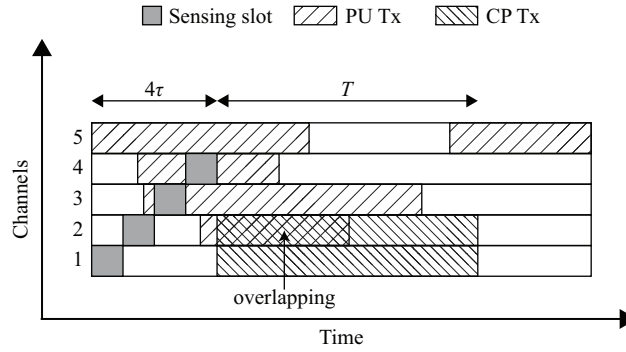 Sensing slot PU Tx CP Tx
4τ T
5
4
3
2
1
Channels
overlapping
Time